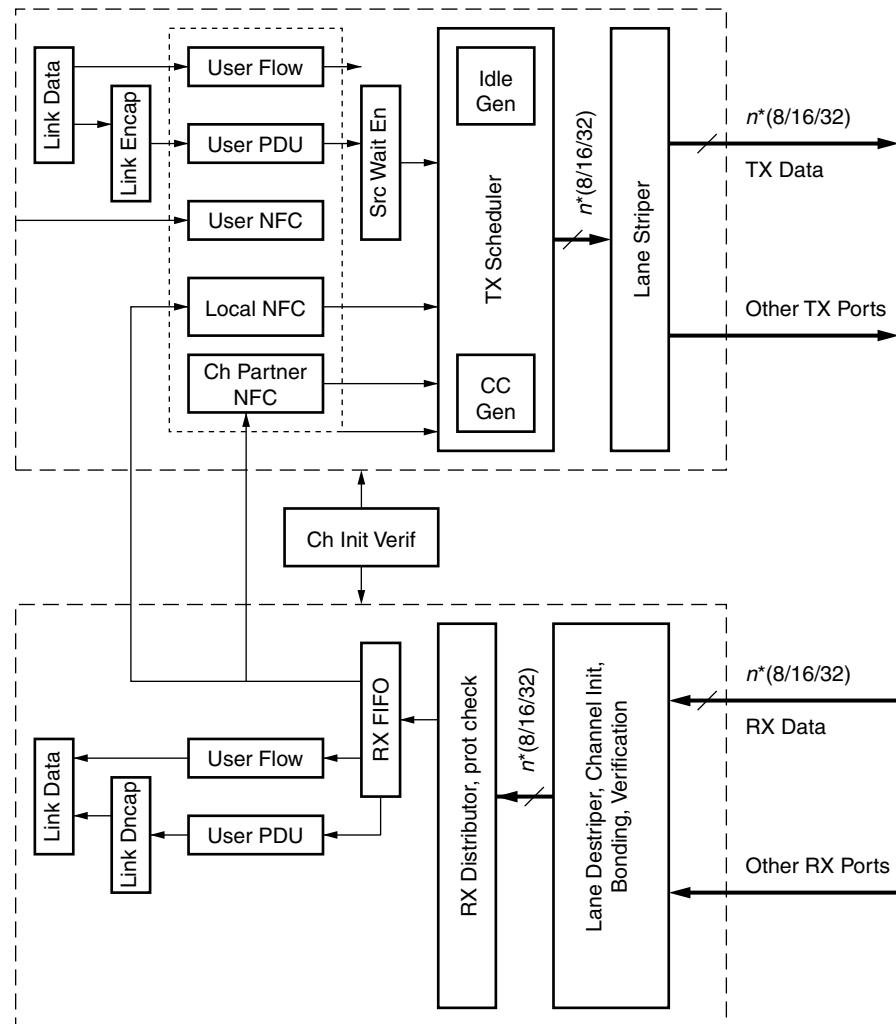 Link Data
Link Encap
User Flow
User PDU
User NFC
Local NFC
Ch Partner
NFC
Src Wait En
Idle
Gen
TX Scheduler
CC
Gen
n*(8/16/32)
Lane Striper
n*(8/16/32)
TX Data
Other TX Ports
Ch Init Verif
Link Data
Link Dncap
User Flow
User PDU
RX FIFO
RX Distributor, prot check
n*(8/16/32)
Lane Destriper, Channel Init,
Bonding, Verification
n*(8/16/32)
RX Data
Other RX Ports